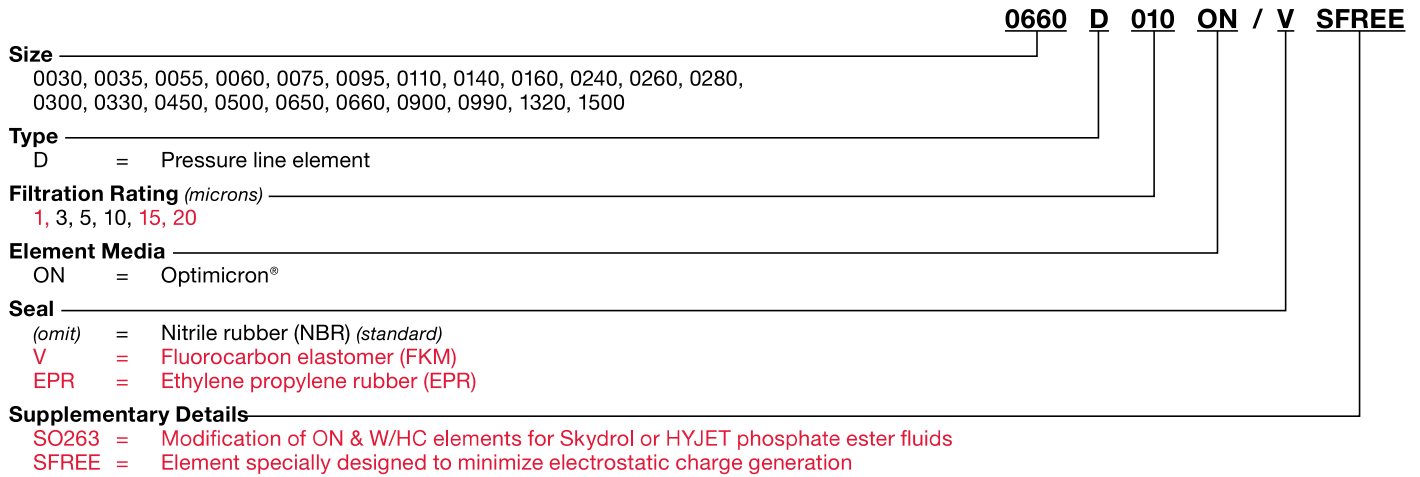 0660 D 010 ON / V SFREE
Size
0030, 0035, 0055, 0060, 0075, 0095, 0110, 0140, 0160, 0240, 0260, 0280,
0300, 0330, 0450, 0500, 0650, 0660, 0900, 0990, 1320, 1500
Type
D = Pressure line element
Filtration Rating (microns)
1, 3, 5, 10, 15, 20
Element Media
ON = Optimicron®
Seal
(omit) = Nitrile rubber (NBR) (standard)
V = Fluorocarbon elastomer (FKM)
EPR = Ethylene propylene rubber (EPR)
Supplementary Details
SO263 = Modification of ON & W/HC elements for Skydrol or HYJET phosphate ester fluids
SFREE = Element specially designed to minimize electrostatic charge generation